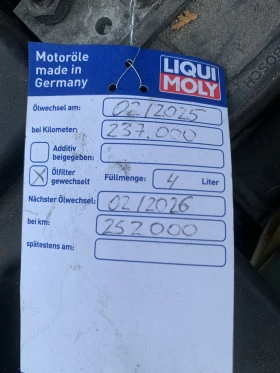 Motoröle
made in
Germany
LIQUI
MOLY
Ölwechsel am: 02/2025
bei Kilometer: 237.000
Additiv
beigegeben:
X Ölfilter
gewechselt Füllmenge: 4 Liter
Nächster Ölwechsel: 02/2026
bei km: 252000
spätestens am: